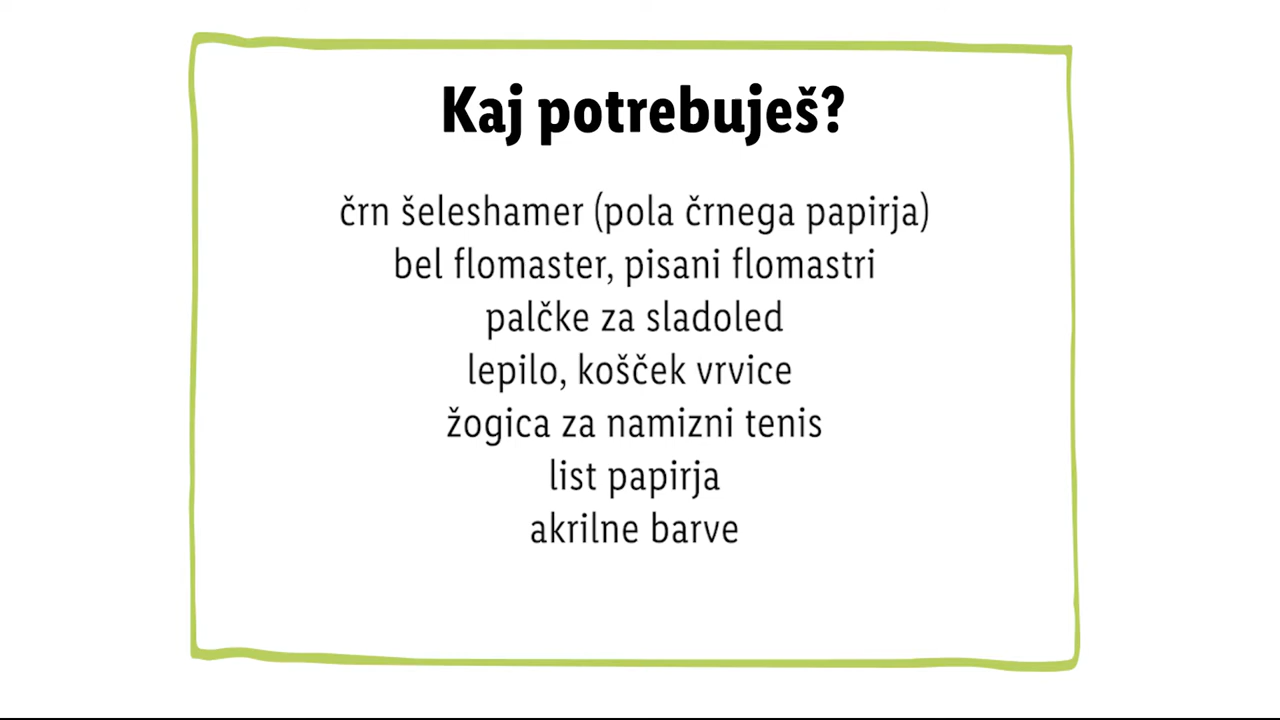 Kaj potrebuješ?
črn šeleshamer (pola črnega papirja)
bel flomaster, pisani flomastri
palčke za sladoled
lepilo, košček vrvice
žogica za namizni tenis
list papirja
akrilne barve